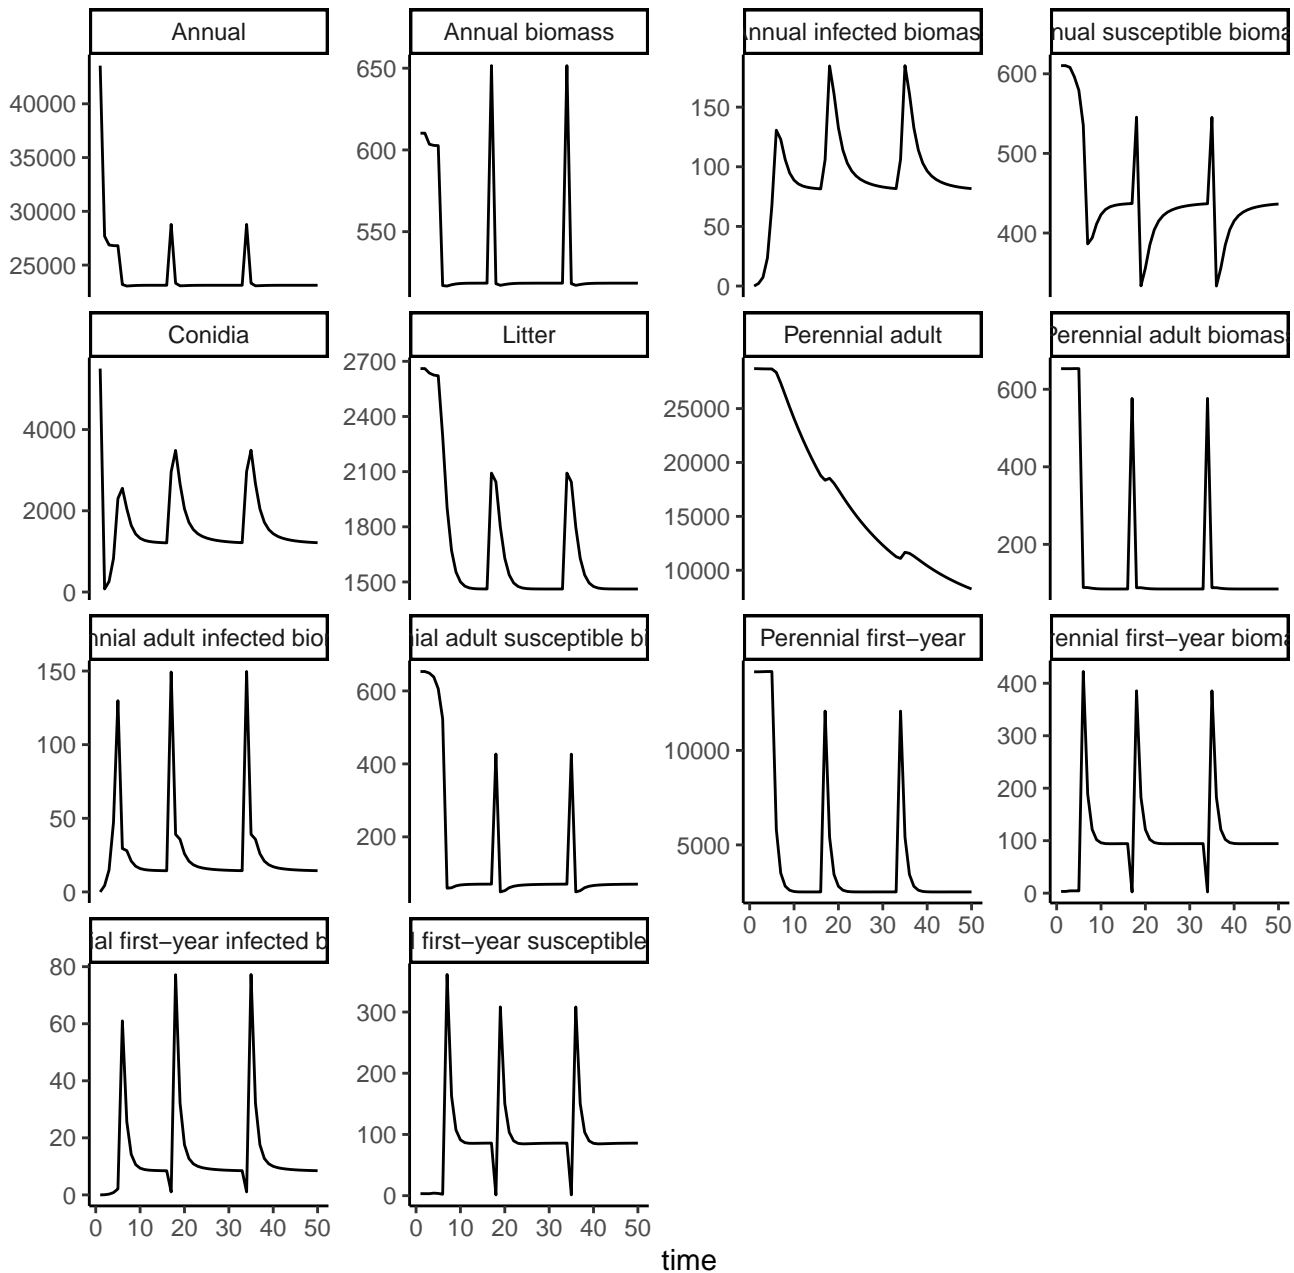 Annual
Annual biomass
Annual infected biomas
nual susceptible bioma
40000
35000
30000
25000
650
600
550
150
100
50
0
600
500
400
Conidia
Litter
Perennial adult
Perennial adult biomas
4000
2000
0
2700
2400
2100
1800
1500
25000
20000
15000
10000
600
400
200
nnial adult infected bio
ial adult susceptible b
Perennial first−year
rennial first−year bioma
150
100
50
0
600
400
200
10000
5000
400
300
200
100
0
0 10 20 30 40 50
0 10 20 30 40 50
ial first−year infected b
l first−year susceptible
80
60
40
20
0
300
200
100
0
0 10 20 30 40 50
0 10 20 30 40 50
time